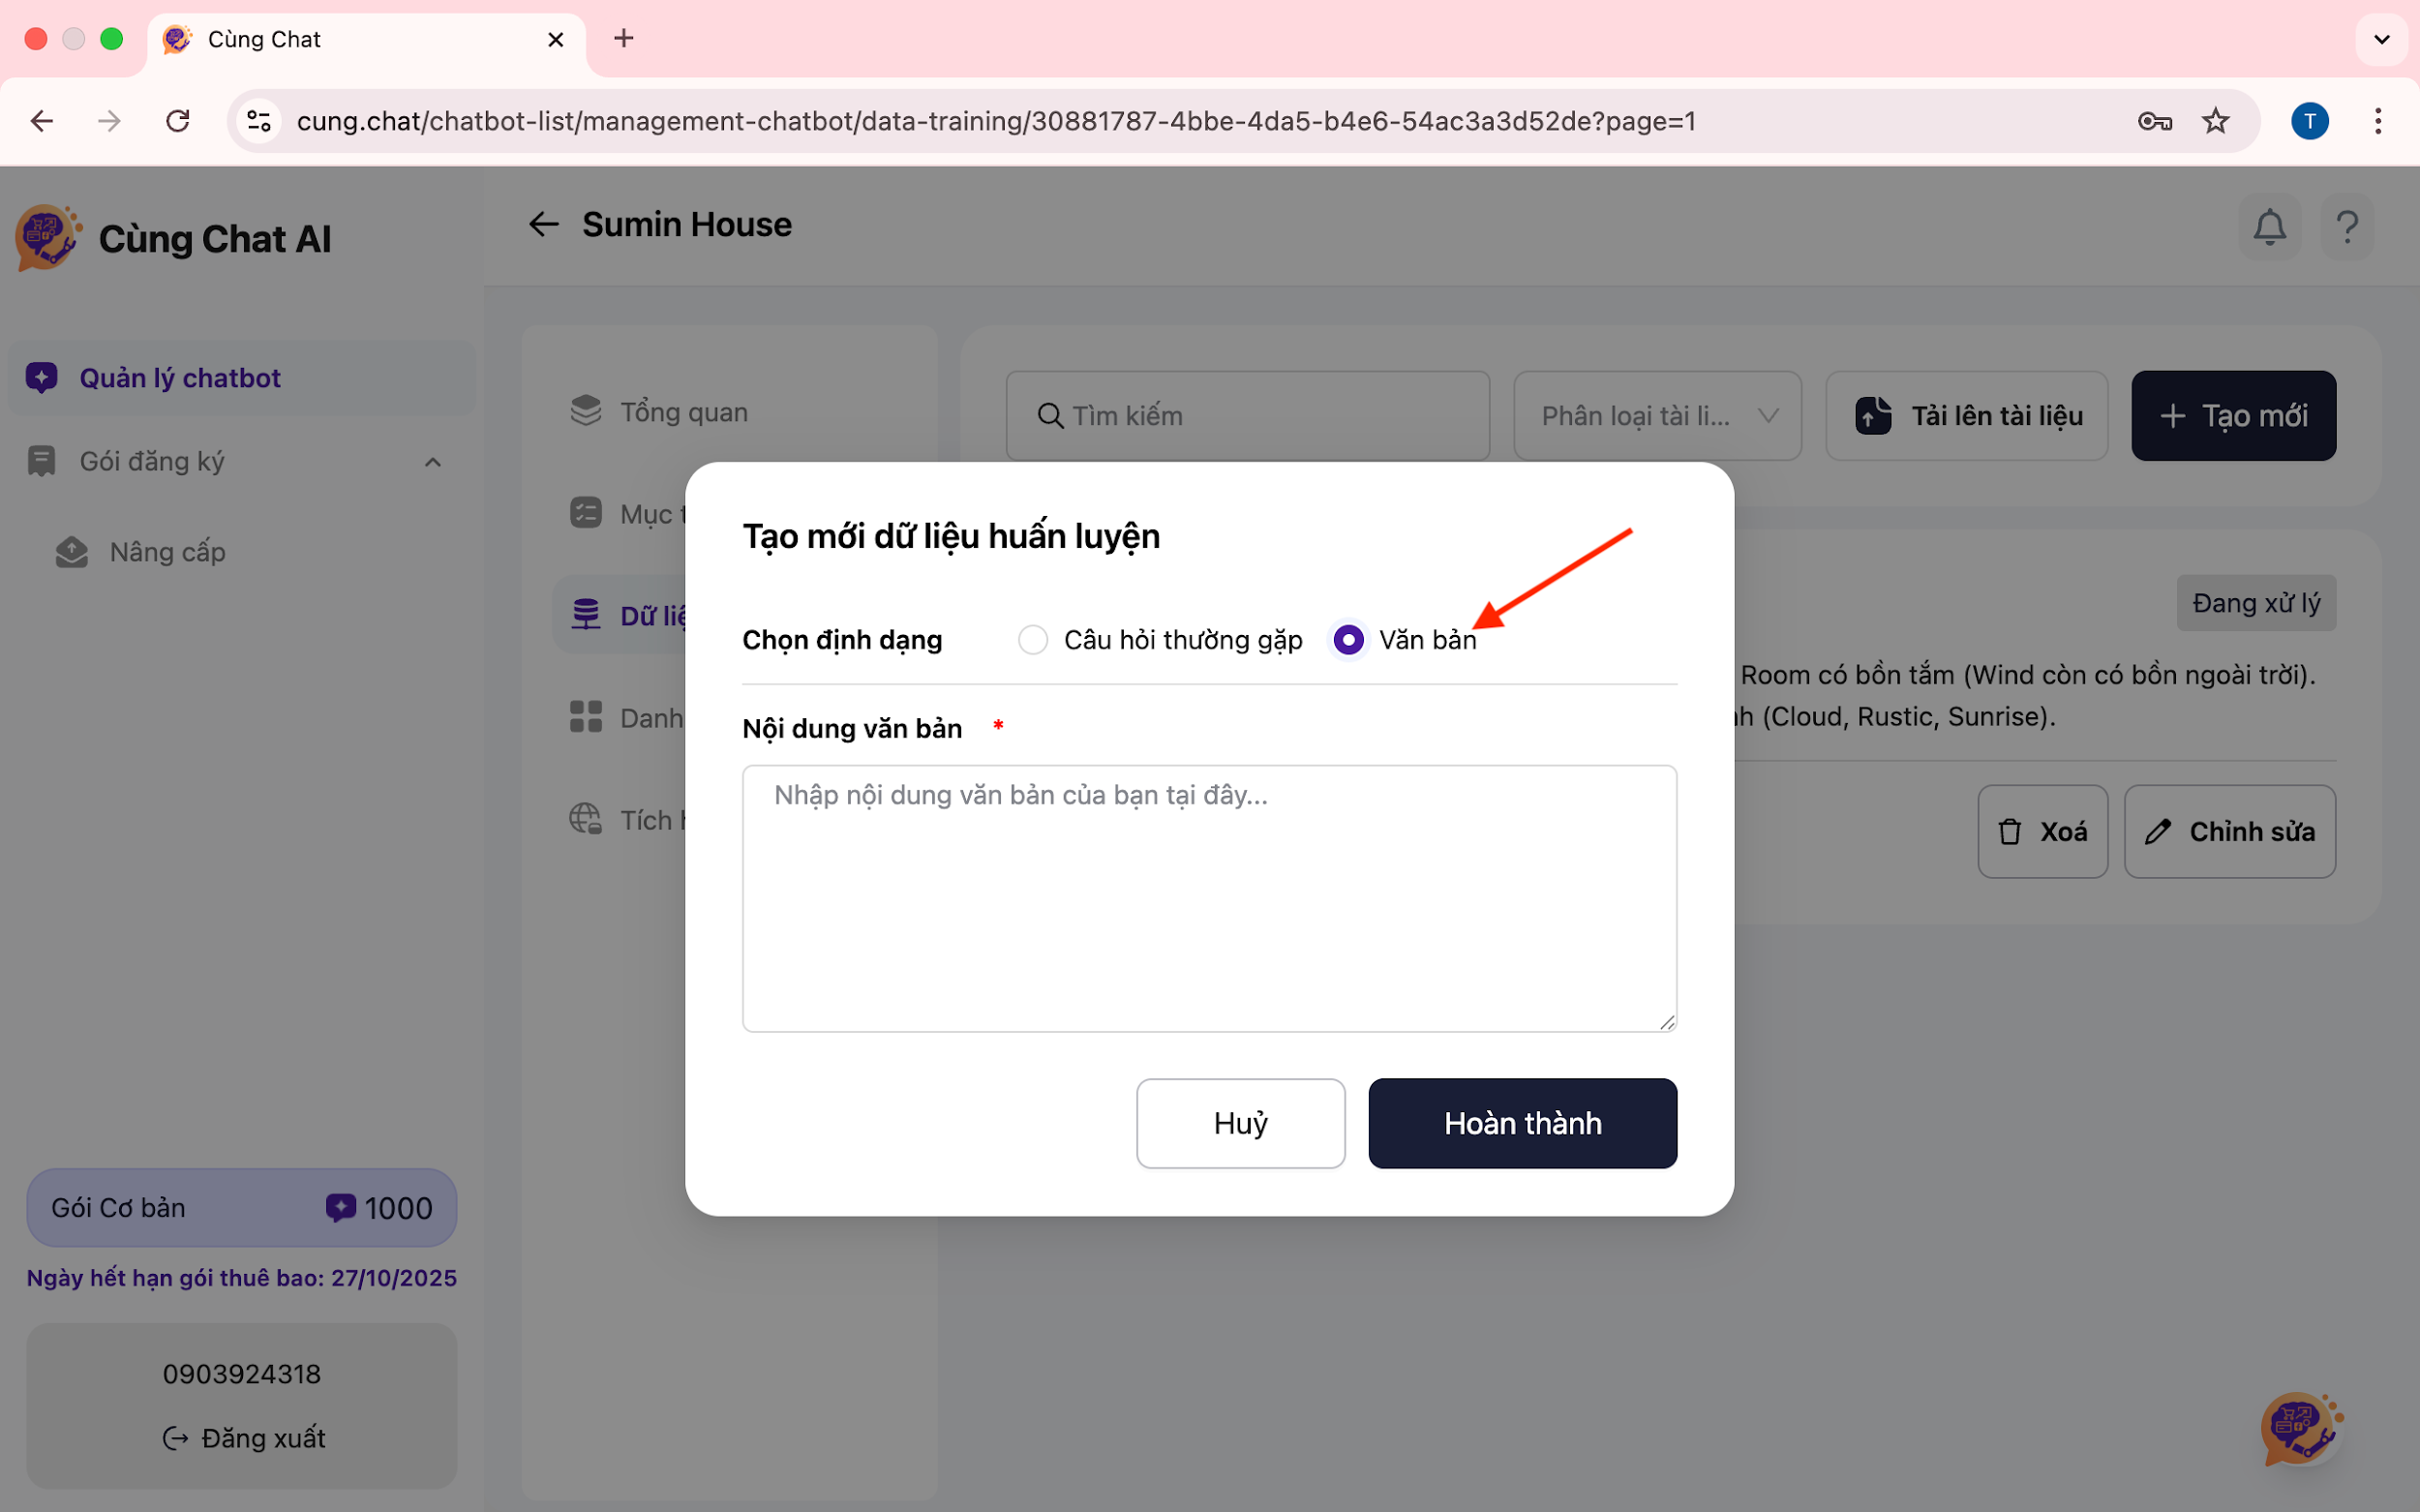 Cùng Chat
cung.chat/chatbot-list/management-chatbot/data-training/30881787-4bbe-4da5-b4e6-54ac3a3d52de?page=1
T
Cùng Chat AI
Sumin House
Quản lý chatbot
Gói đăng ký
Nâng cấp
Tổng quan
Mục
Dữ
Danh
Tích
Tìm kiếm
Phân loại tài li...
Tải lên tài liệu
Tạo mới
Tạo mới dữ liệu huấn luyện
Chọn định dạng
Câu hỏi thường gặp
Văn bản
Nội dung văn bản *
Nhập nội dung văn bản của bạn tại đây...
Huỷ
Hoàn thành
Đang xử lý
Room có bồn tắm (Wind còn có bồn ngoài trời).
(Cloud, Rustic, Sunrise).
Xoá
Chỉnh sửa
Gói Cơ bản
1000
Ngày hết hạn gói thuê bao: 27/10/2025
0903924318
Đăng xuất